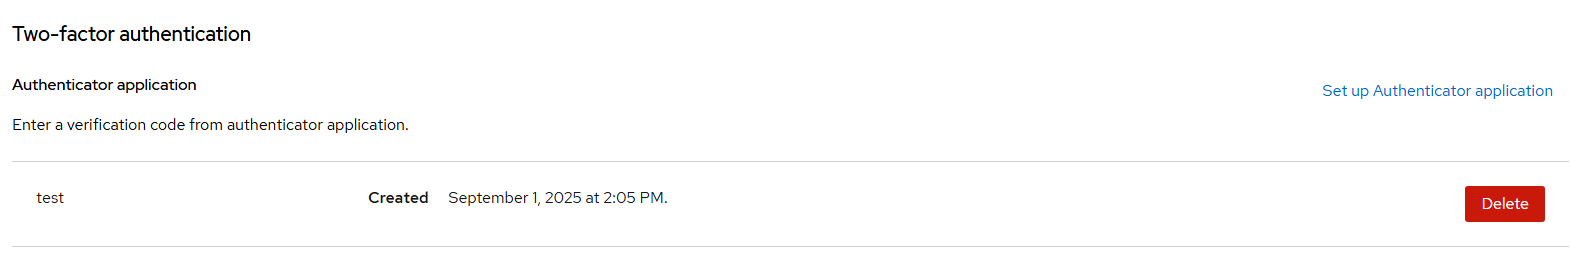 Two-factor authentication
Authenticator application
Set up Authenticator application
Enter a verification code from authenticator application.
test Created September 1, 2025 at 2:05 PM. Delete